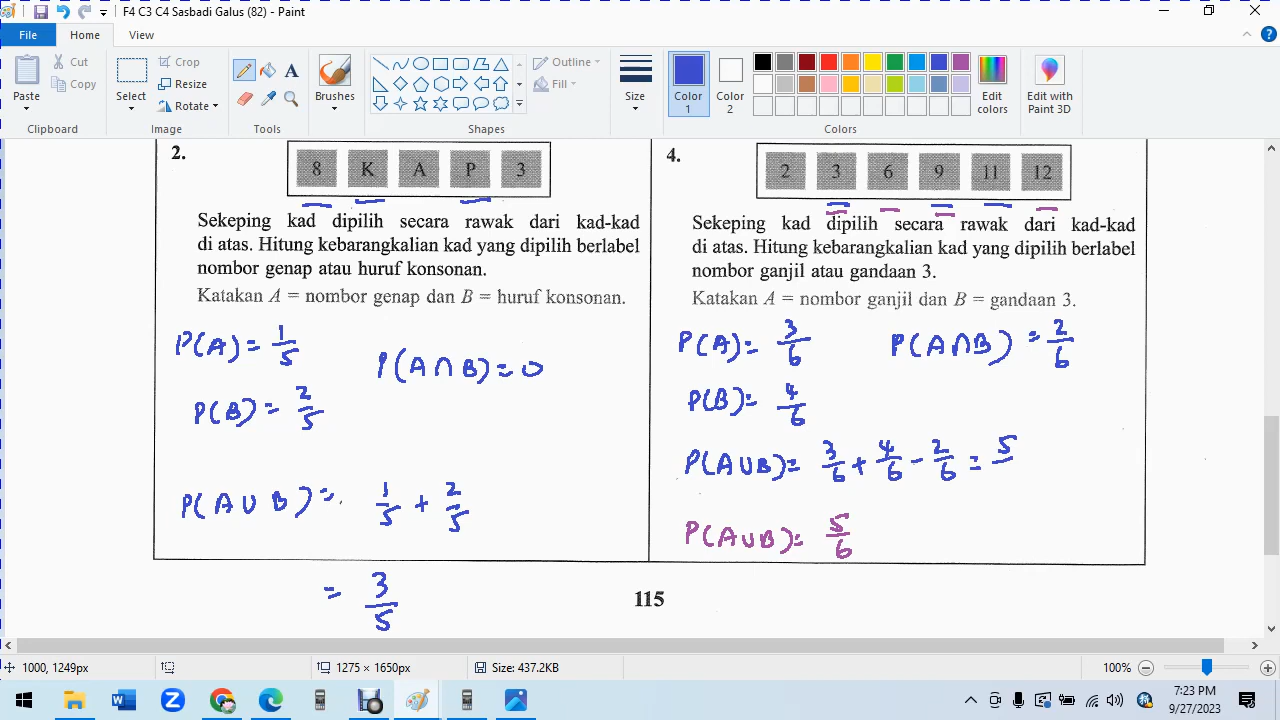 F4 C3 C4 Sasbadi Galus (82) - Paint
File Home View
Paste Cut Copy Clipboard
Select Crop Resize Rotate Image
A Tools
Brushes
Shapes Outline Fill
Size
Color 1 Color 2 Colors
Edit colors
Edit with Paint 3D
2.
8 K A P 3
Sekeping kad dipilih secara rawak dari kad-kad
di atas. Hitung kebarangkalian kad yang dipilih berlabel
nombor genap atau huruf konsonan.
Katakan A = nombor genap dan B = huruf konsonan.
P(A) = 1/5
P(A ∩ B) = 0
P(B) = 2/5
P(A ∪ B) = 1/5 + 2/5
= 3/5
4.
2 3 6 9 11 12
Sekeping kad dipilih secara rawak dari kad-kad
di atas. Hitung kebarangkalian kad yang dipilih berlabel
nombor ganjil atau gandaan 3.
Katakan A = nombor ganjil dan B = gandaan 3.
P(A) = 3/6 P(A ∩ B) = 2/6
P(B) = 4/6
P(A ∪ B) = 3/6 + 4/6 - 2/6 = 5/
P(A ∪ B) = 5/6
115
1000, 1249px 1275 × 1650px Size: 437.2KB 100%
7:23 PM
9/27/2023